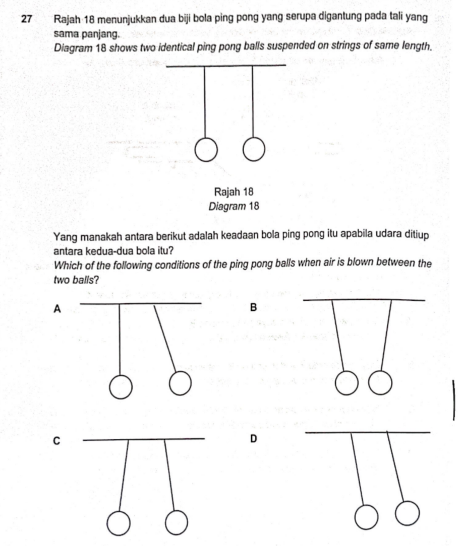 27 Rajah 18 menunjukkan dua biji bola ping pong yang serupa digantung pada tali yang
sama panjang.
Diagram 18 shows two identical ping pong balls suspended on strings of same length.
Rajah 18
Diagram 18
Yang manakah antara berikut adalah keadaan bola ping pong itu apabila udara ditiup
antara kedua-dua bola itu?
Which of the following conditions of the ping pong balls when air is blown between the
two balls?
A
B
C
D